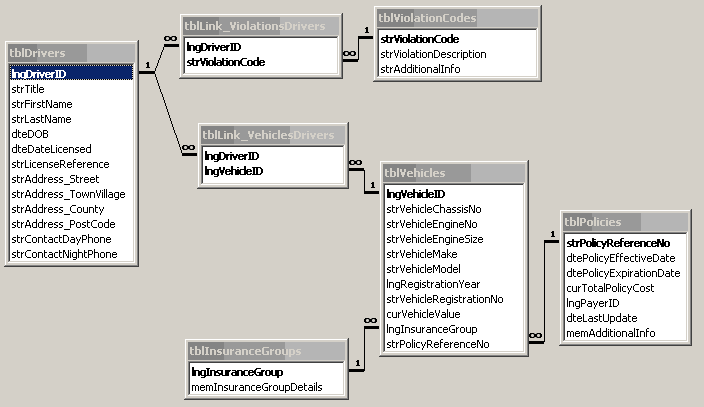 tblDrivers
lngDriverID
strTitle
strFirstName
strLastName
dteDOB
dteDateLicensed
strLicenseReference
strAddress_Street
strAddress_TownVillage
strAddress_County
strAddress_PostCode
strContactDayPhone
strContactNightPhone
1
∞
∞
tblLink_ViolationsDrivers
lngDriverID
strViolationCode
∞
1
tblViolationCodes
strViolationCode
strViolationDescription
strAdditionalInfo
tblLink_VehiclesDrivers
lngDriverID
lngVehicleID
∞
1
tblVehicles
lngVehicleID
strVehicleChassisNo
strVehicleEngineNo
strVehicleEngineSize
strVehicleMake
strVehicleModel
lngRegistrationYear
strVehicleRegistrationNo
curVehicleValue
lngInsuranceGroup
strPolicyReferenceNo
1
∞
tblPolicies
strPolicyReferenceNo
dtePolicyEffectiveDate
dtePolicyExpirationDate
curTotalPolicyCost
lngPayerID
dteLastUpdate
memAdditionalInfo
tblInsuranceGroups
lngInsuranceGroup
memInsuranceGroupDetails
1
∞